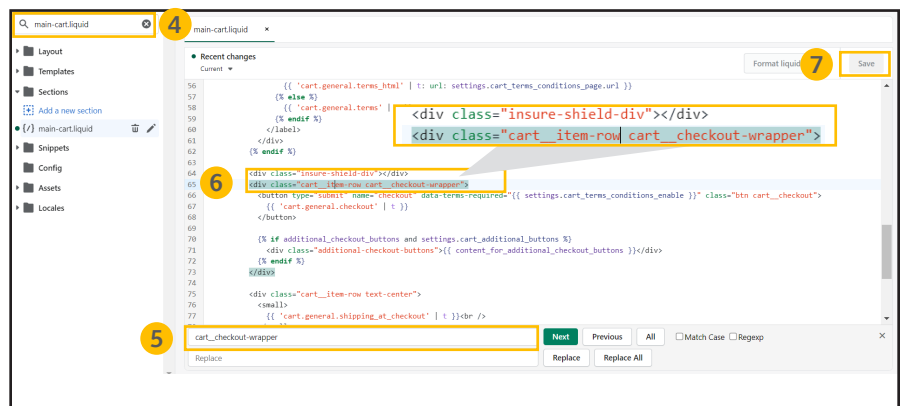 main-cart.liquid
4
Layout
Templates
Sections
Add a new section
{/} main-cart.liquid
Snippets
Config
Assets
Locales
main-cart.liquid ×
Recent changes
Current
Format liquid
7
Save
56 {{ 'cart.general.terms_html' | t: url: settings.cart_terms_conditions_page.url }}
57 {% else %}
58 {{ 'cart.general.terms' |
59 {% endif %}
60 </label>
61 </div>
62 {% endif %}
63
<div class="insure-shield-div"></div>
<div class="cart__item-row cart__checkout-wrapper">
6
64 <div class="insure-shield-div"></div>
65 <div class="cart__item-row cart__checkout-wrapper">
66 <button type="submit" name="checkout" data-terms-required="{{ settings.cart_terms_conditions_enable }}" class="btn cart__checkout">
67 {{ 'cart.general.checkout' | t }}
68 </button>
69
70 {% if additional_checkout_buttons and settings.cart_additional_buttons %}
71 <div class="additional-checkout-buttons">{{ content_for_additional_checkout_buttons }}</div>
72 {% endif %}
73 </div>
74
75 <div class="cart__item-row text-center">
76 <small>
77 {{ 'cart.general.shipping_at_checkout' | t }}<br />
5
cart__checkout-wrapper
Next Previous All Match Case Regexp ×
Replace
Replace Replace All